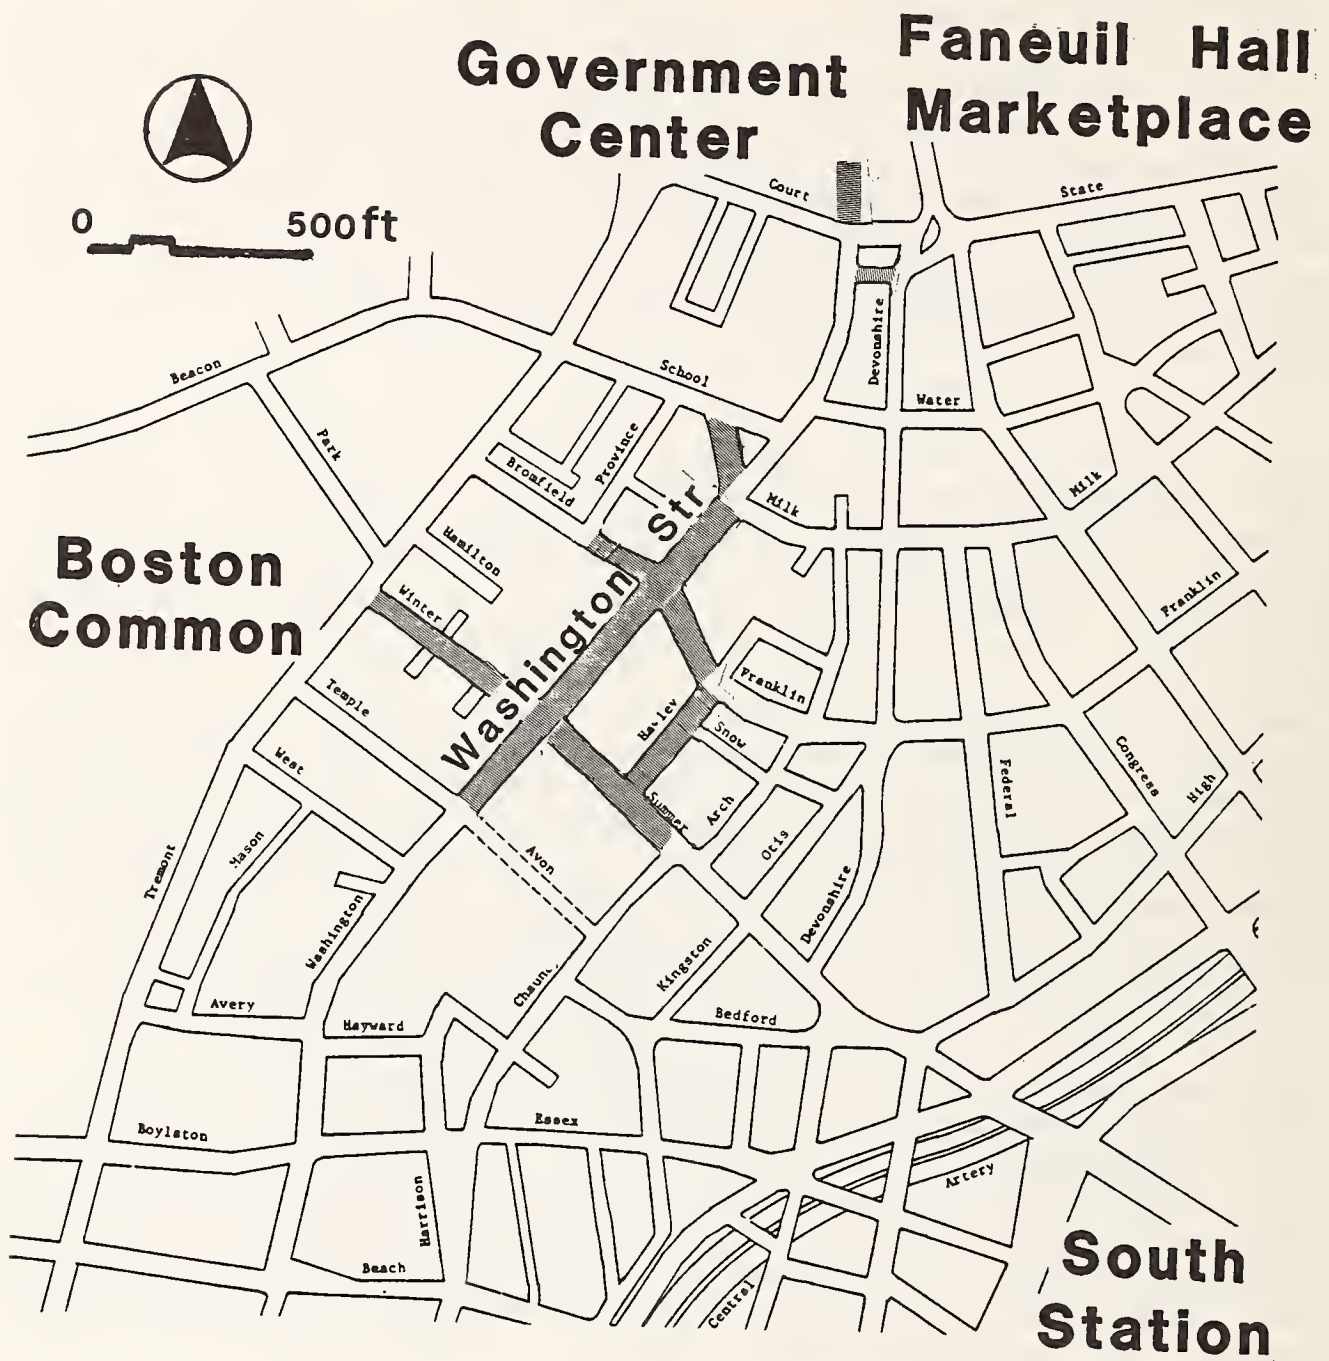 Government
Center
Faneuil Hall
Marketplace
0 500ft
Court
State
Beacon
Park
School
Devonshire
Water
Bromfield
Province
Milk
Milk
Hamilton
Winter
Boston
Common
Washington Str
Franklin
Franklin
Temple
West
Snow
Summer
Arch
Avon
Otis
Devonshire
Federal
Congress
High
Tremont
Mason
Washington
Kingston
Avery
Hayward
Bedford
Boylston
Essex
Harrison
Beach
Artery
Central
South
Station